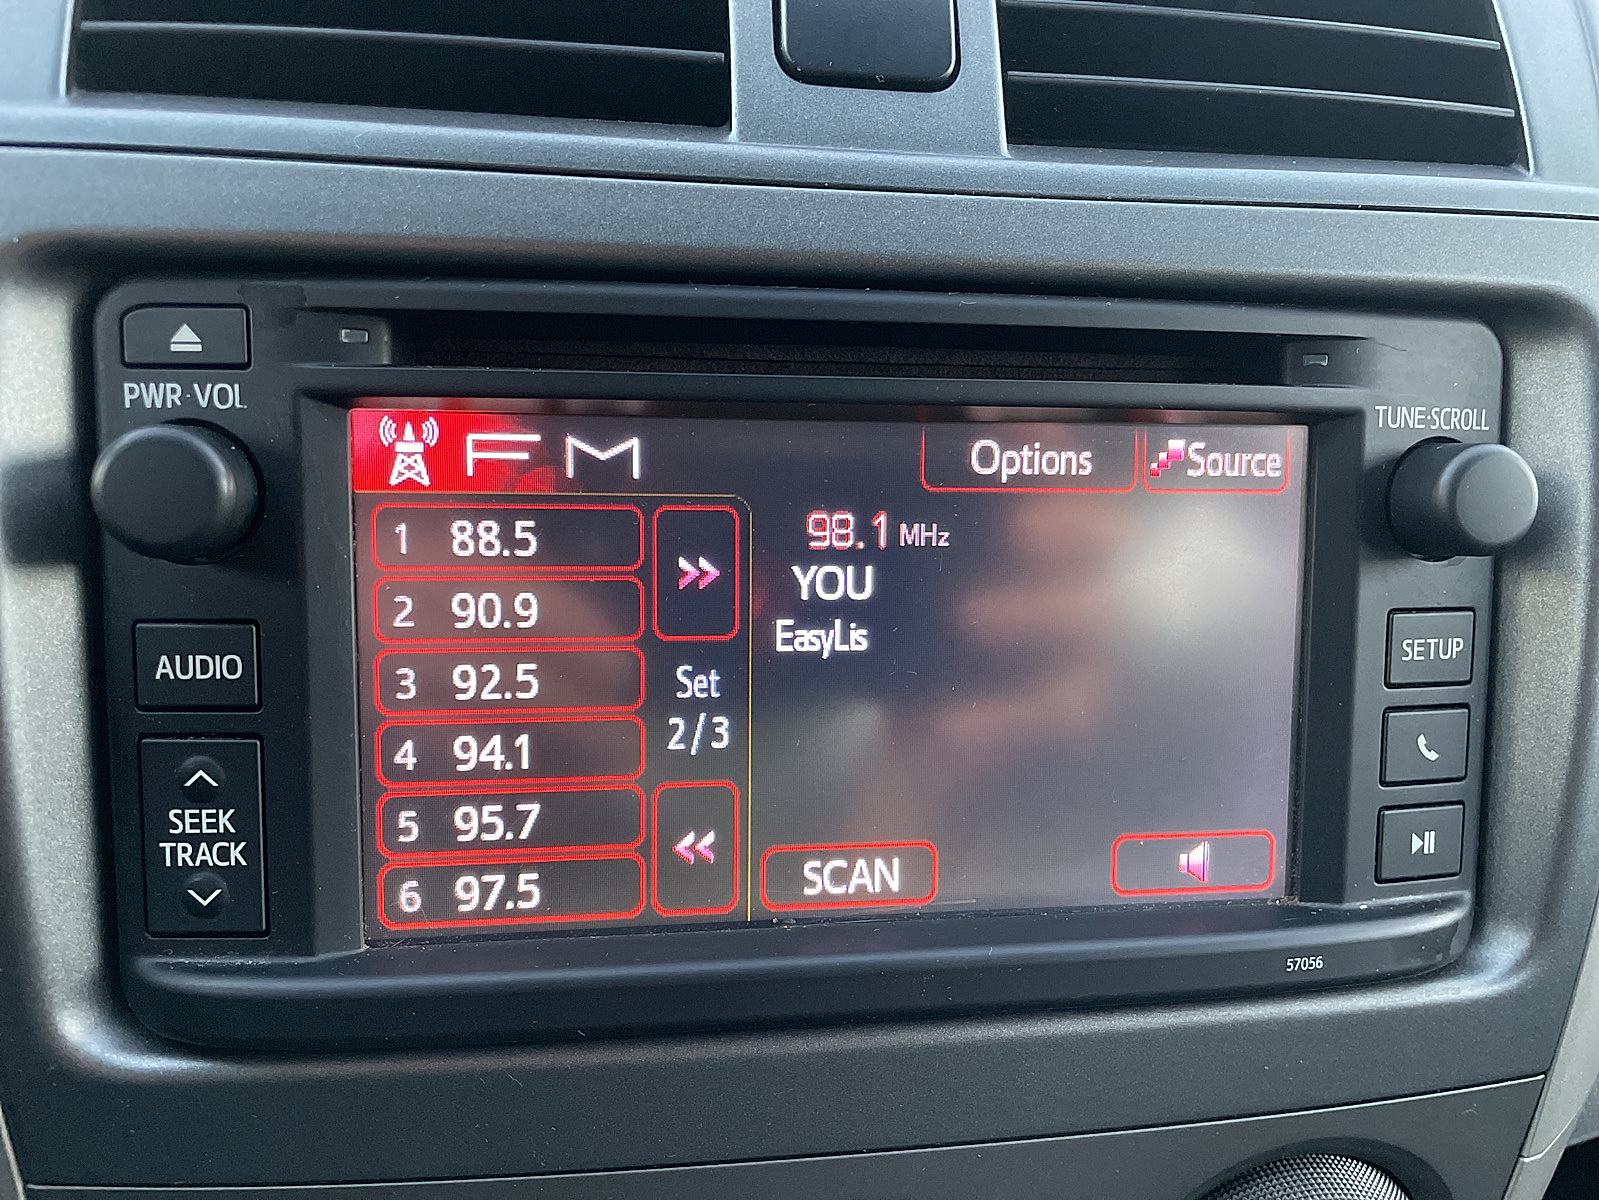 PWR·VOL
TUNE·SCROLL
FM
Options
Source
1 88.5
2 90.9
3 92.5
4 94.1
5 95.7
6 97.5
Set
2/3
98.1 MHz
YOU
EasyLis
SCAN
AUDIO
SEEK
TRACK
SETUP
57056